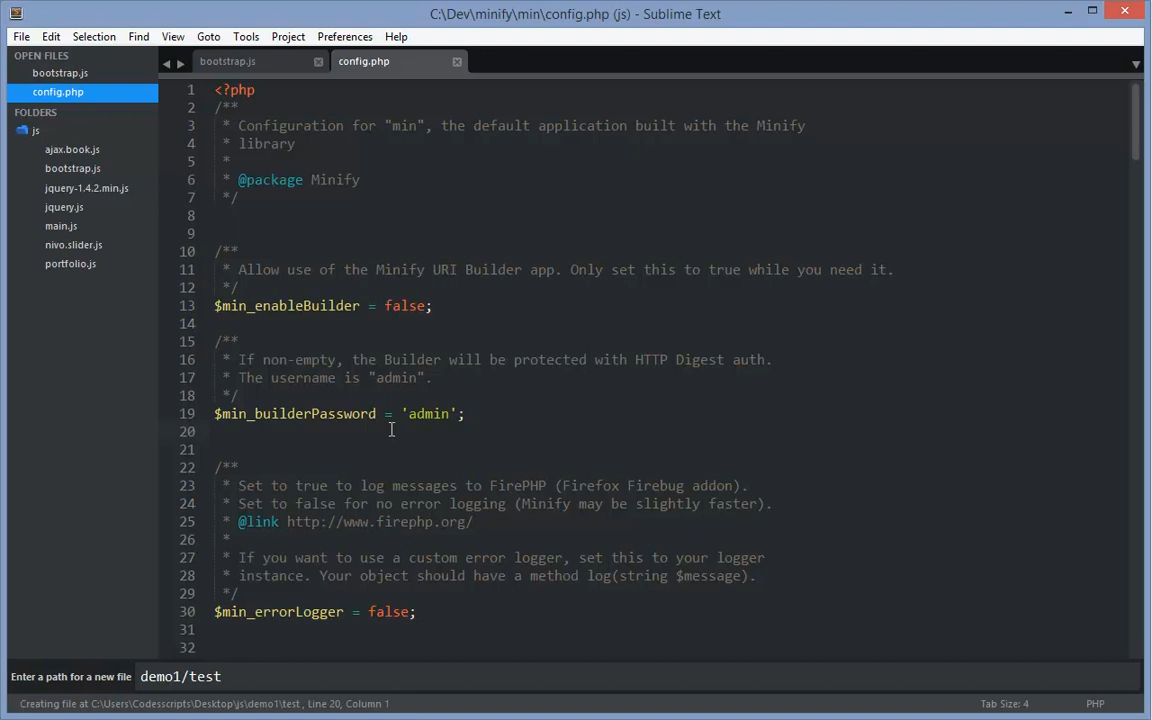 C:\Dev\minify\min\config.php (js) - Sublime Text
File Edit Selection Find View Goto Tools Project Preferences Help
OPEN FILES
bootstrap.js
config.php
FOLDERS
js
ajax.book.js
bootstrap.js
jquery-1.4.2.min.js
jquery.js
main.js
nivo.slider.js
portfolio.js
bootstrap.js config.php
1 <?php
2 /**
3  * Configuration for "min", the default application built with the Minify
4  * library
5  *
6  * @package Minify
7  */
8
9
10 /**
11  * Allow use of the Minify URI Builder app. Only set this to true while you need it.
12  */
13 $min_enableBuilder = false;
14
15 /**
16  * If non-empty, the Builder will be protected with HTTP Digest auth.
17  * The username is "admin".
18  */
19 $min_builderPassword = 'admin';
20
21
22 /**
23  * Set to true to log messages to FirePHP (Firefox Firebug addon).
24  * Set to false for no error logging (Minify may be slightly faster).
25  * @link http://www.firephp.org/
26  *
27  * If you want to use a custom error logger, set this to your logger
28  * instance. Your object should have a method log(string $message).
29  */
30 $min_errorLogger = false;
31
32
Enter a path for a new file demo1/test
Creating file at C:\Users\Codesscripts\Desktop\js\demo1\test , Line 20, Column 1 Tab Size: 4 PHP